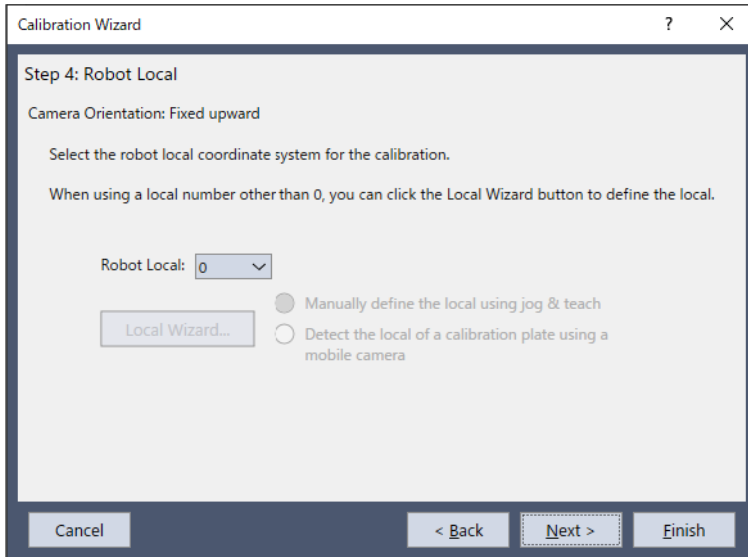 Calibration Wizard
?
Step 4: Robot Local
Camera Orientation: Fixed upward
Select the robot local coordinate system for the calibration.
When using a local number other than 0, you can click the Local Wizard button to define the local.
Robot Local: 0
Manually define the local using jog & teach
Local Wizard...
Detect the local of a calibration plate using a
mobile camera
Cancel
< Back
Next >
Finish